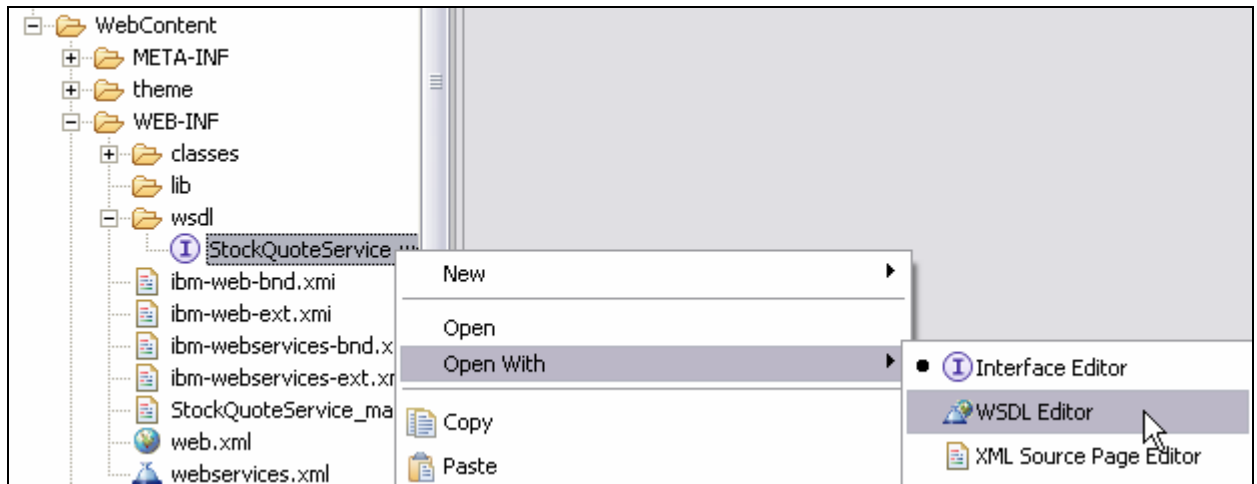 WebContent
META-INF
theme
WEB-INF
classes
lib
wsdl
StockQuoteService
ibm-web-bnd.xmi
ibm-web-ext.xmi
ibm-webservices-bnd.x
ibm-webservices-ext.xr
StockQuoteService_ma
web.xml
webservices.xml
New
Open
Open With
Copy
Paste
Interface Editor
WSDL Editor
XML Source Page Editor